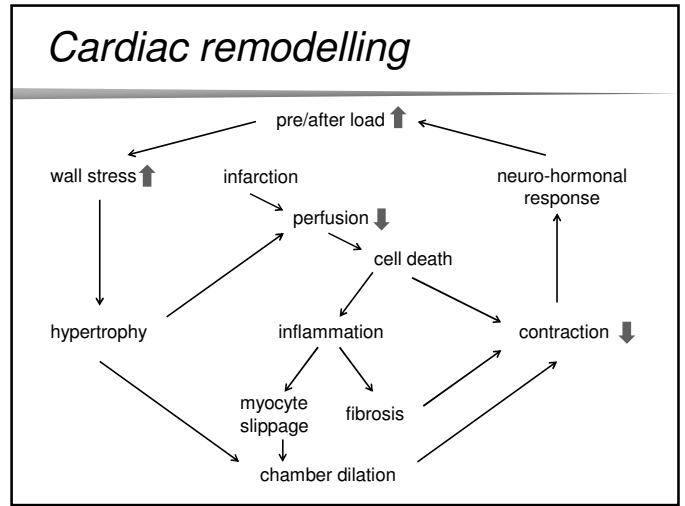 Cardiac remodelling
pre/after load
wall stress
infarction
neuro-hormonal
response
perfusion
cell death
hypertrophy
inflammation
contraction
myocyte
slippage
fibrosis
chamber dilation